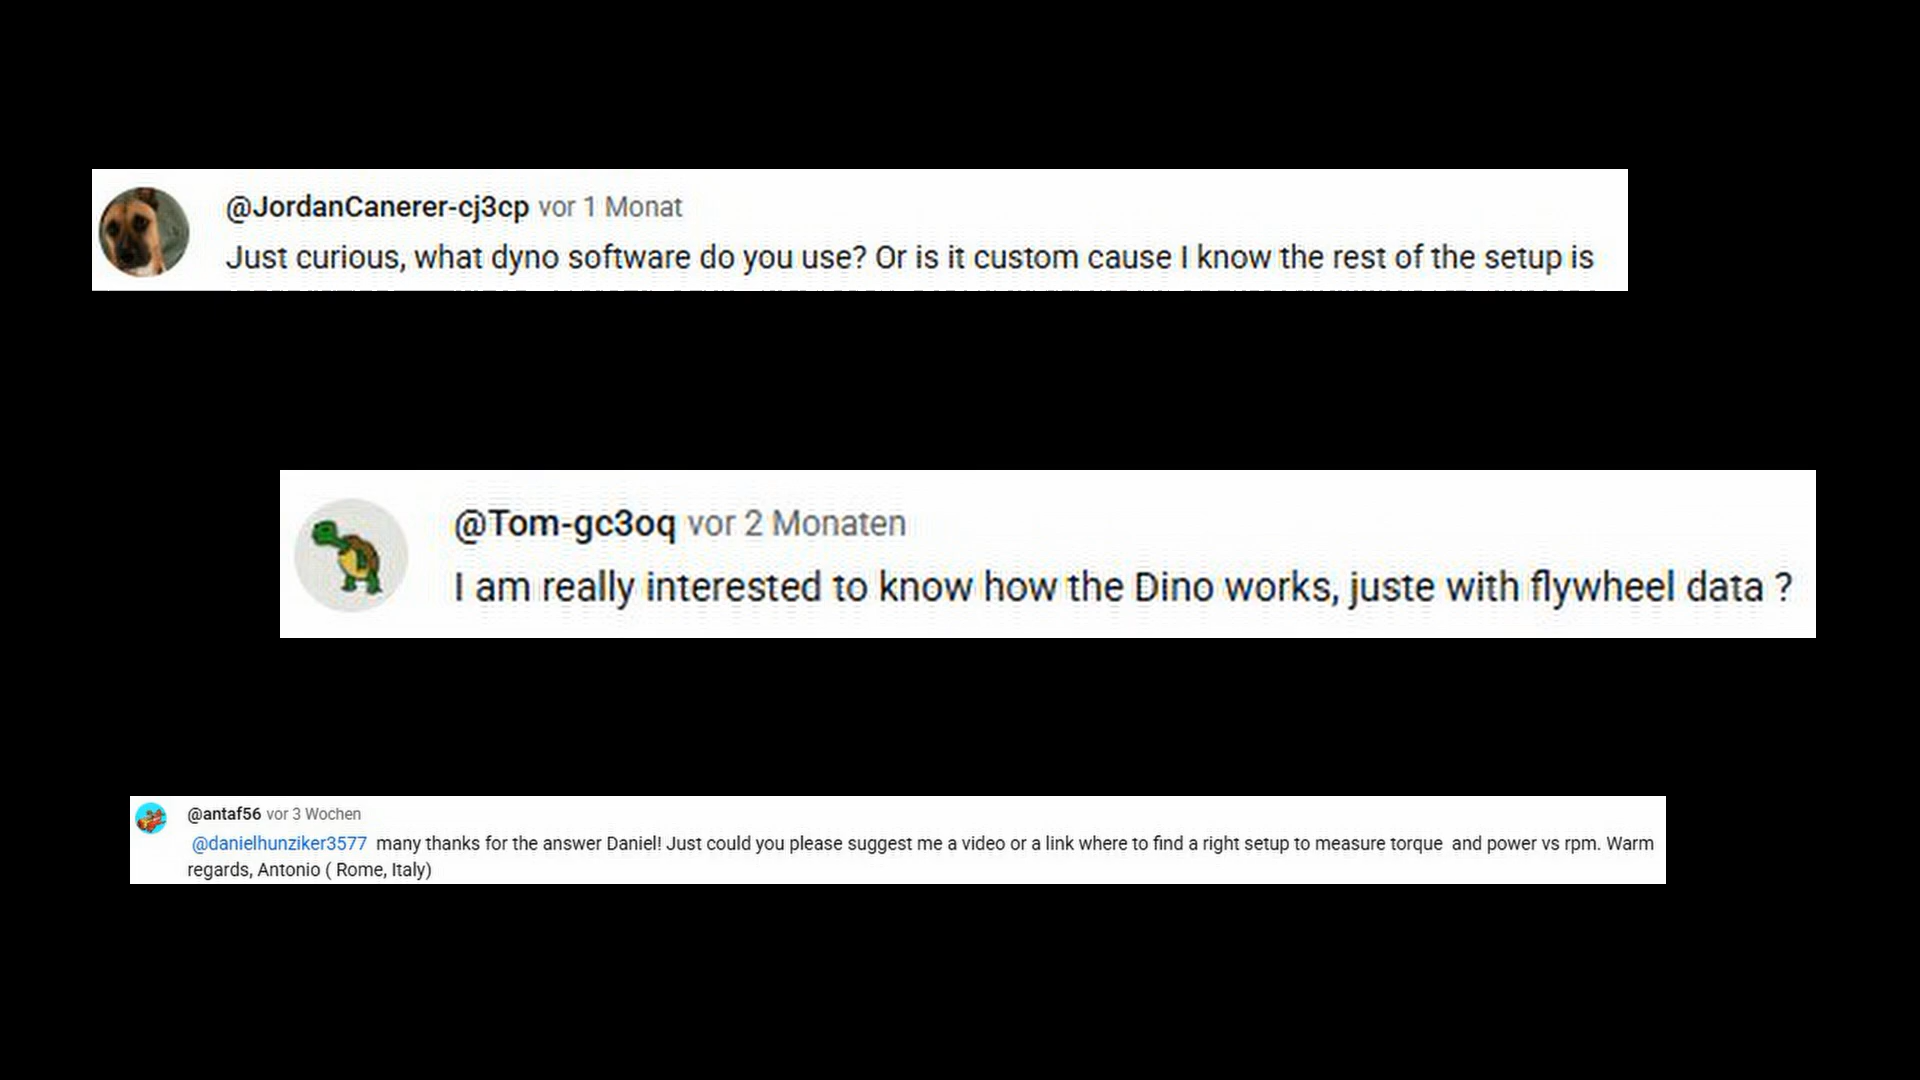 @JordanCanerer-cj3cp vor 1 Monat
Just curious, what dyno software do you use? Or is it custom cause I know the rest of the setup is
@Tom-gc3oq vor 2 Monaten
I am really interested to know how the Dino works, juste with flywheel data ?
@antaf56 vor 3 Wochen
@danielhunziker3577 many thanks for the answer Daniel! Just could you please suggest me a video or a link where to find a right setup to measure torque and power vs rpm. Warm
regards, Antonio ( Rome, Italy)